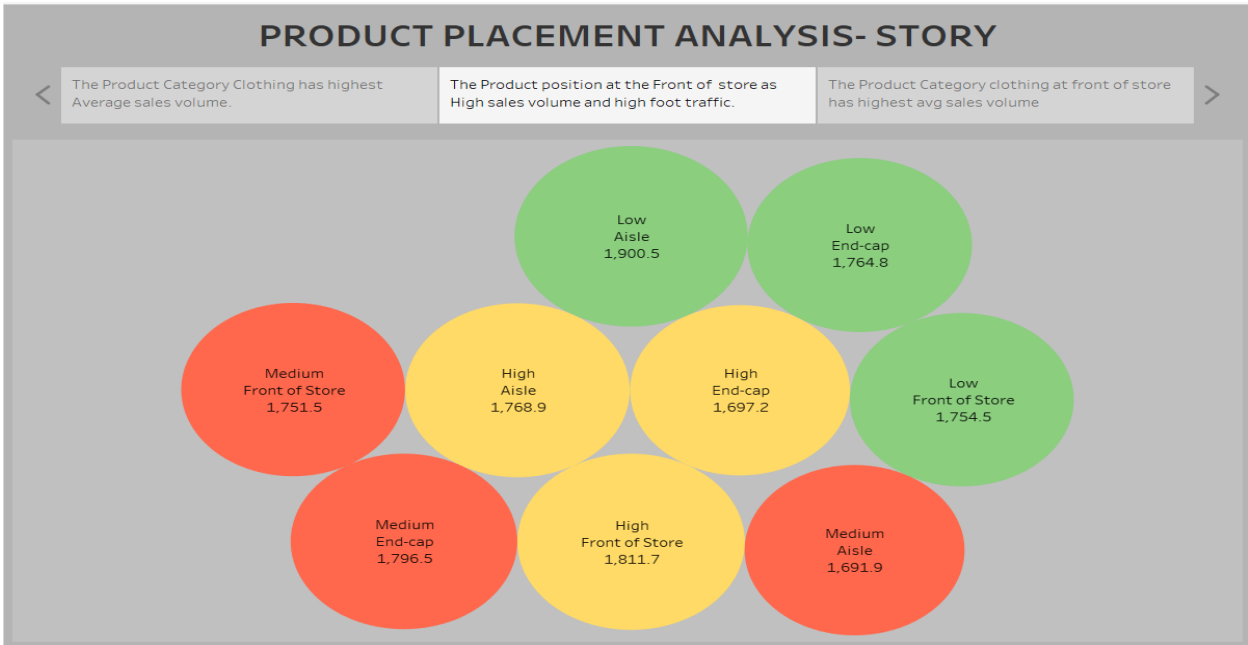 PRODUCT PLACEMENT ANALYSIS- STORY
The Product Category Clothing has highest
Average sales volume.
The Product position at the Front of  store as
High sales volume and high foot traffic.
The Product Category clothing at front of store
has highest avg sales volume
Low
Aisle
1,900.5
Low
End-cap
1,764.8
Medium
Front of Store
1,751.5
High
Aisle
1,768.9
High
End-cap
1,697.2
Low
Front of Store
1,754.5
Medium
End-cap
1,796.5
High
Front of Store
1,811.7
Medium
Aisle
1,691.9